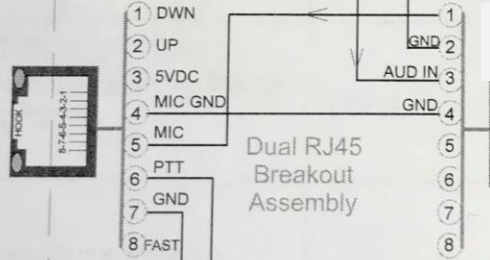 1 DWN
2 UP
3 5VDC
4 MIC GND
5 MIC
6 PTT
7 GND
8 FAST
HOOK
8-7-6-5-4-3-2-1
Dual RJ45
Breakout
Assembly
1
GND 2
AUD IN 3
GND 4
5
6
7
8